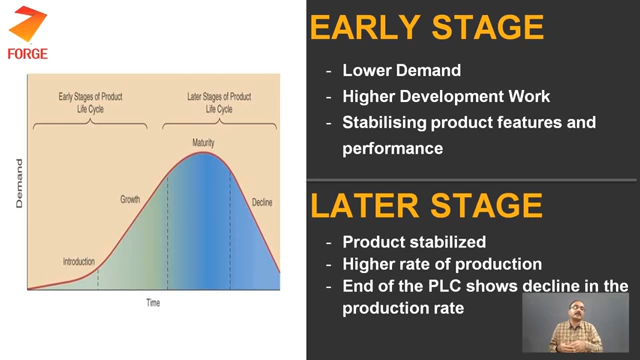 FORGE
Early Stages of Product
Life Cycle
Later Stages of Product
Life Cycle
Maturity
Growth
Decline
Introduction
Demand
Time
EARLY STAGE
- Lower Demand
- Higher Development Work
- Stabilising product features and
performance
LATER STAGE
- Product stabilized
- Higher rate of production
- End of the PLC shows decline in the
production rate